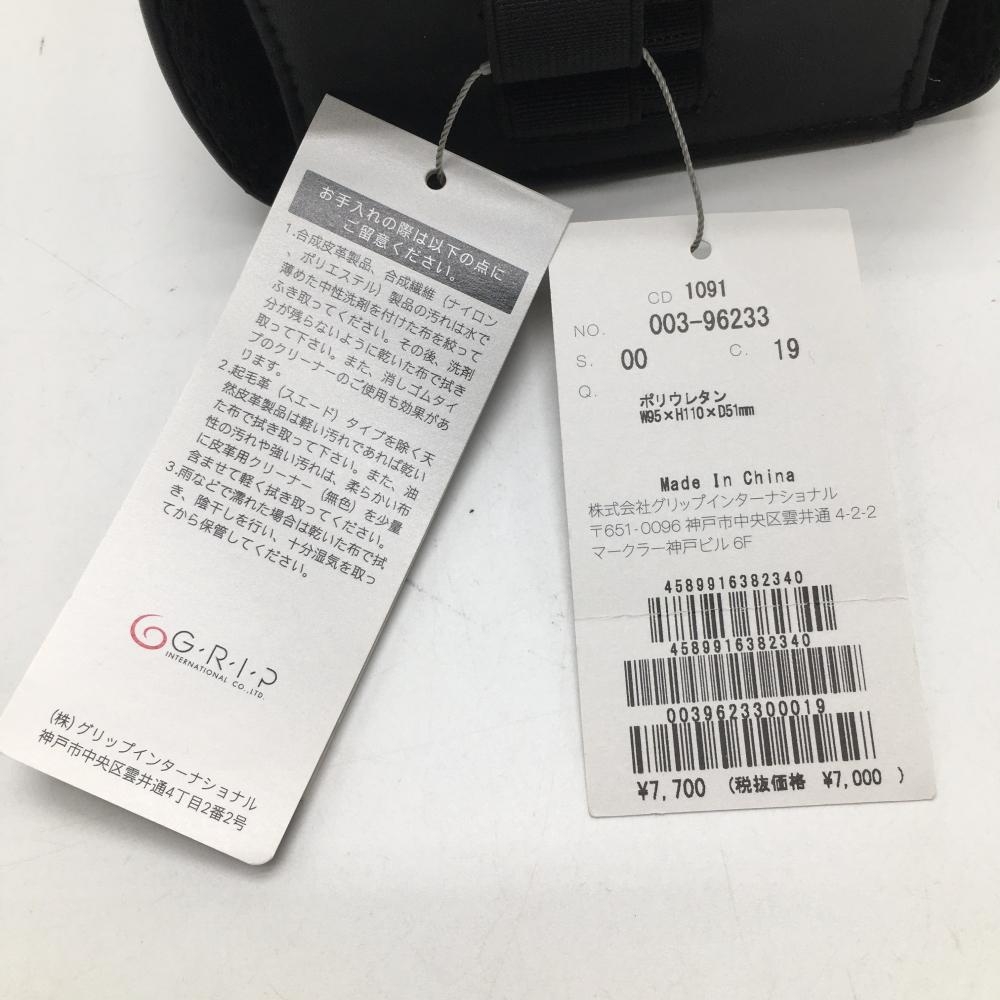 お手入れの際は以下の点に
ご留意ください。
1.合成皮革製品、合成繊維(ナイロン
、ポリエステル)製品の汚れは水で
薄めた中性洗剤を付けた布を絞って
ふき取ってください。その後、洗剤
分が残らないように乾いた布で拭き
取って下さい。また、消しゴムタイ
プのクリーナーのご使用も効果があ
ります。
2.起毛革(スエード)タイプを除く天
然皮革製品は軽い汚れであれば乾い
た布で拭き取って下さい。また、油
性の汚れや強い汚れは、柔らかい布
に皮革用クリーナー(無色)を少量
含ませて軽く拭き取ってください。
3.雨などで濡れた場合は乾いた布で拭
き、陰干しを行い、十分湿気を取っ
てから保管してください。
G・R・I・P
INTERNATIONAL CO.,LTD.
(株)グリップインターナショナル
神戸市中央区雲井通4丁目2番2号
CD 1091
NO. 003-96233
S. 00 C. 19
Q. ポリウレタン
W95×H110×D51mm
Made In China
株式会社グリップインターナショナル
〒651-0096 神戸市中央区雲井通 4-2-2
マークラー神戸ビル 6F
4589916382340
4589916382340
0039623300019
¥7,700 (税抜価格 ¥7,000 )